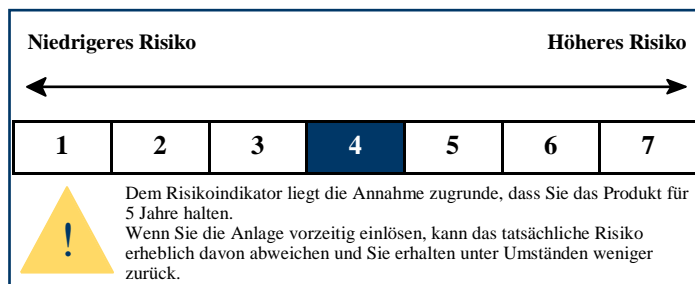 Niedrigeres Risiko Höheres Risiko
1 2 3 4 5 6 7
!
Dem Risikoindikator liegt die Annahme zugrunde, dass Sie das Produkt für
5 Jahre halten.
Wenn Sie die Anlage vorzeitig einlösen, kann das tatsächliche Risiko
erheblich davon abweichen und Sie erhalten unter Umständen weniger
zurück.